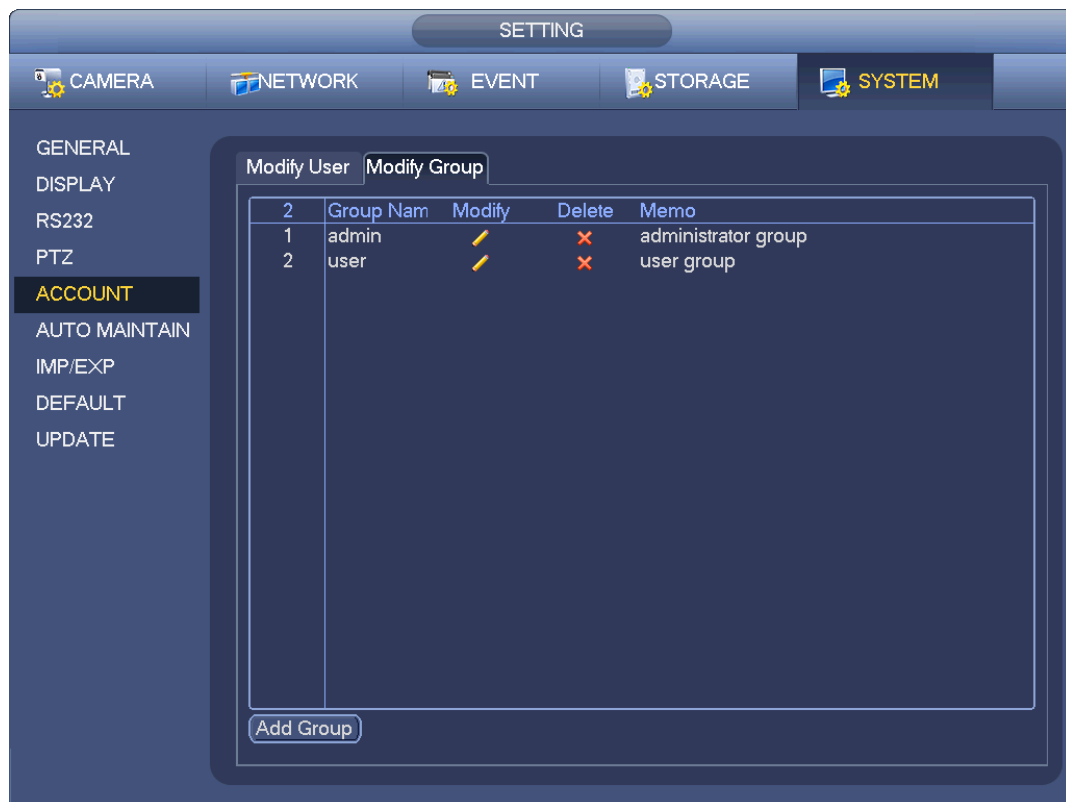 SETTING
CAMERA NETWORK EVENT STORAGE SYSTEM
GENERAL
DISPLAY
RS232
PTZ
ACCOUNT
AUTO MAINTAIN
IMP/EXP
DEFAULT
UPDATE
Modify User Modify Group
2 Group Nam Modify Delete Memo
1 admin administrator group
2 user user group
Add Group